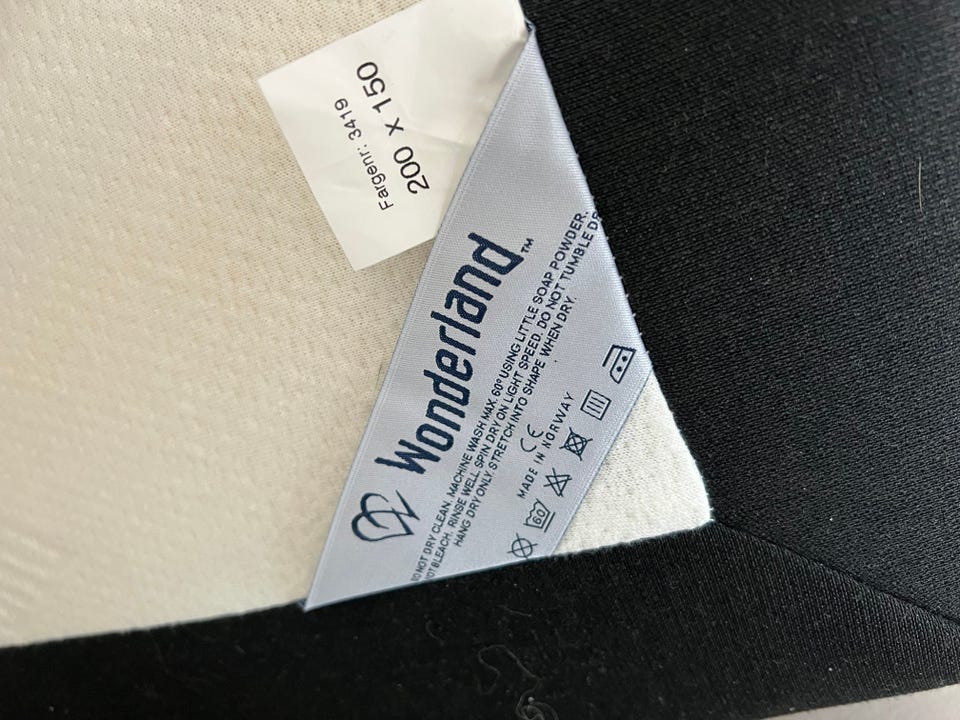 Fargenr: 3419
200 x 150
Wonderland™
DO NOT DRY CLEAN. MACHINE WASH MAX. 60° USING LITTLE SOAP POWDER.
BLEACH. RINSE WELL. SPIN DRY ON LIGHT SPEED. DO NOT TUMBLE
HANG DRY ONLY. STRETCH INTO SHAPE WHEN DRY.
CE
MADE IN NORWAY
60